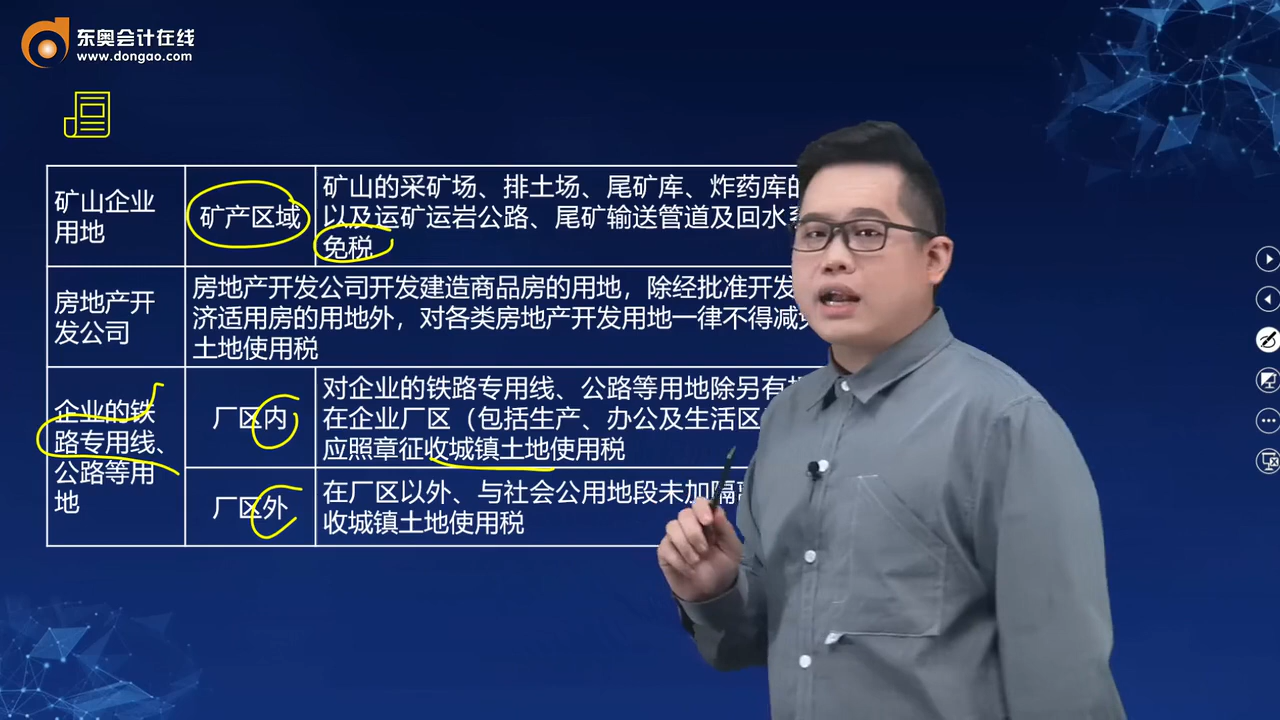 东奥会计在线
www.dongao.com
矿山企业
用地
矿产区域
矿山的采矿场、排土场、尾矿库、炸药库的
以及运矿运岩公路、尾矿输送管道及回水系
免税
房地产开
发公司
房地产开发公司开发建造商品房的用地，除经批准开发
济适用房的用地外，对各类房地产开发用地一律不得减免
土地使用税
企业的铁
路专用线、
公路等用
地
厂区内
对企业的铁路专用线、公路等用地除另有
在企业厂区（包括生产、办公及生活区
应照章征收城镇土地使用税
厂区外
在厂区以外、与社会公用地段未加隔离
收城镇土地使用税